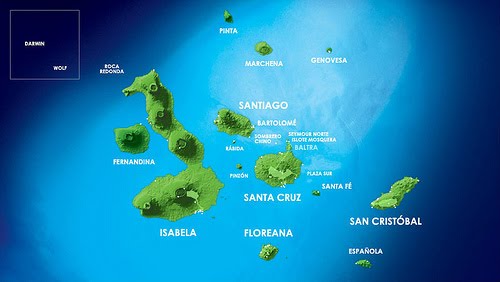 DARWIN
WOLF
PINTA
ROCA
REDONDA
MARCHENA
GENOVESA
SANTIAGO
BARTOLOMÉ
SOMBRERO
CHINO
SEYMOUR NORTE
ISLOTE MOSQUERA
BALTRA
RÁBIDA
FERNANDINA
PINZÓN
PLAZA SUR
SANTA FÉ
SANTA CRUZ
SAN CRISTÓBAL
ISABELA
FLOREANA
ESPAÑOLA